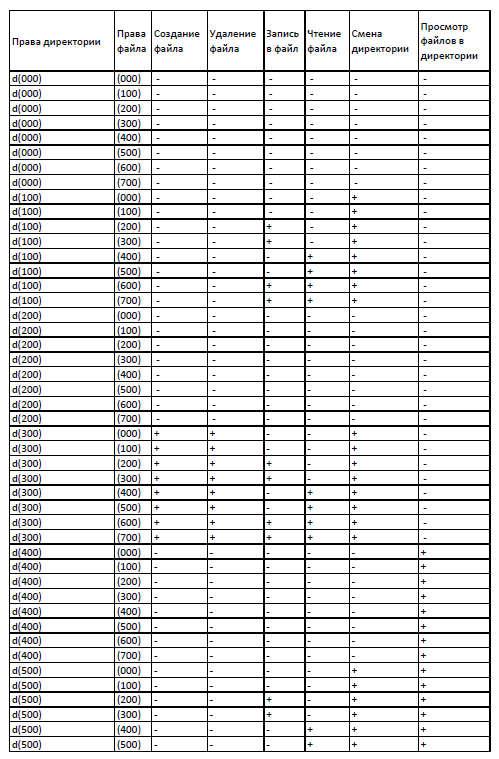 Права директории Права файла Создание файла Удаление файла Запись в файл Чтение файла Смена директории Просмотр файлов в директории
d(000) (000) - - - - - -
d(000) (100) - - - - - -
d(000) (200) - - - - - -
d(000) (300) - - - - - -
d(000) (400) - - - - - -
d(000) (500) - - - - - -
d(000) (600) - - - - - -
d(000) (700) - - - - - -
d(100) (000) - - - - + -
d(100) (100) - - - - + -
d(100) (200) - - + - + -
d(100) (300) - - + - + -
d(100) (400) - - - + + -
d(100) (500) - - - + + -
d(100) (600) - - + + + -
d(100) (700) - - + + + -
d(200) (000) - - - - - -
d(200) (100) - - - - - -
d(200) (200) - - - - - -
d(200) (300) - - - - - -
d(200) (400) - - - - - -
d(200) (500) - - - - - -
d(200) (600) - - - - - -
d(200) (700) - - - - - -
d(300) (000) + + - - + -
d(300) (100) + + - - + -
d(300) (200) + + + - + -
d(300) (300) + + + - + -
d(300) (400) + + - + + -
d(300) (500) + + - + + -
d(300) (600) + + + + + -
d(300) (700) + + + + + -
d(400) (000) - - - - - +
d(400) (100) - - - - - +
d(400) (200) - - - - - +
d(400) (300) - - - - - +
d(400) (400) - - - - - +
d(400) (500) - - - - - +
d(400) (600) - - - - - +
d(400) (700) - - - - - +
d(500) (000) - - - - + +
d(500) (100) - - - - + +
d(500) (200) - - + - + +
d(500) (300) - - + - + +
d(500) (400) - - - + + +
d(500) (500) - - - + + +